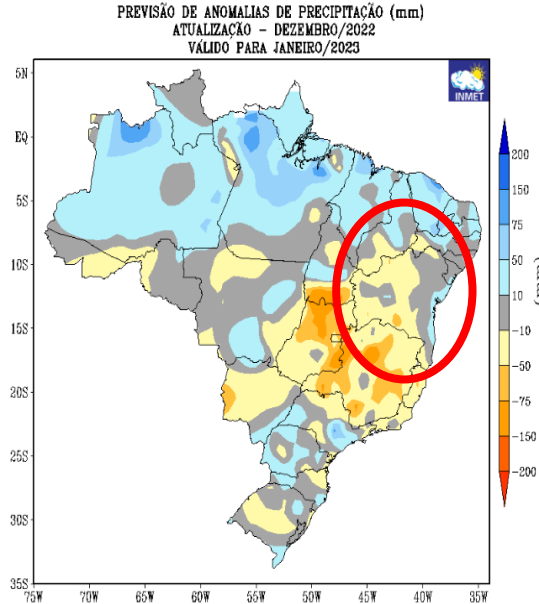 PREVISÃO DE ANOMALIAS DE PRECIPITAÇÃO (mm)
ATUALIZAÇÃO - DEZEMBRO/2022
VÁLIDO PARA JANEIRO/2023
INMET
5N
EQ
5S
10S
15S
20S
25S
30S
35S
75W 70W 65W 60W 55W 50W 45W 40W 35W
200
150
75
50
10
-10
-50
-75
-100
-150
-200
(mm)